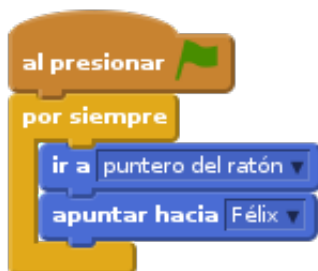 al presionar
por siempre
ir a puntero del ratón
apuntar hacia Félix